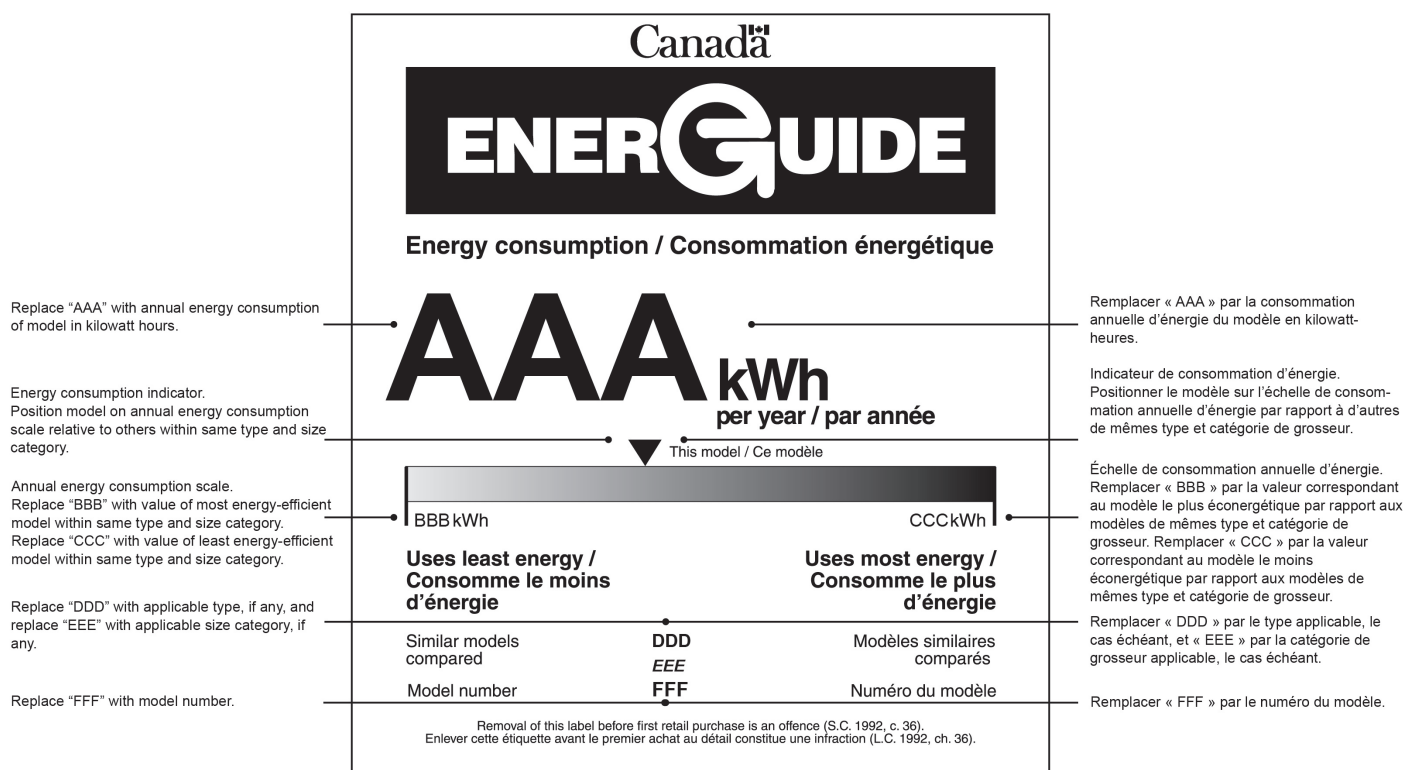 Canada
ENERGUIDE
Energy consumption / Consommation énergétique
Replace “AAA” with annual energy consumption
of model in kilowatt hours.
AAA kWh
per year / par année
Remplacer « AAA » par la consommation
annuelle d’énergie du modèle en kilowatt-
heures.
Energy consumption indicator.
Position model on annual energy consumption
scale relative to others within same type and size
category.
This model / Ce modèle
Indicateur de consommation d’énergie.
Positionner le modèle sur l’échelle de consom-
mation annuelle d’énergie par rapport à d’autres
de mêmes type et catégorie de grosseur.
Annual energy consumption scale.
Replace “BBB” with value of most energy-efficient
model within same type and size category.
Replace “CCC” with value of least energy-efficient
model within same type and size category.
BBB kWh
CCC kWh
Échelle de consommation annuelle d’énergie.
Remplacer « BBB » par la valeur correspondant
au modèle le plus éconergétique par rapport aux
modèles de mêmes type et catégorie de
grosseur. Remplacer « CCC » par la valeur
correspondant au modèle le moins
éconergétique par rapport aux modèles de
mêmes type et catégorie de grosseur.
Uses least energy /
Consomme le moins
d’énergie
Uses most energy /
Consomme le plus
d’énergie
Replace “DDD” with applicable type, if any, and
replace “EEE” with applicable size category, if
any.
Similar models
compared
DDD
EEE
Modèles similaires
comparés
Remplacer « DDD » par le type applicable, le
cas échéant, et « EEE » par la catégorie de
grosseur applicable, le cas échéant.
Replace “FFF” with model number.
Model number
FFF
Numéro du modèle
Remplacer « FFF » par le numéro du modèle.
Removal of this label before first retail purchase is an offence (S.C. 1992, c. 36).
Enlever cette étiquette avant le premier achat au détail constitue une infraction (L.C. 1992, ch. 36).